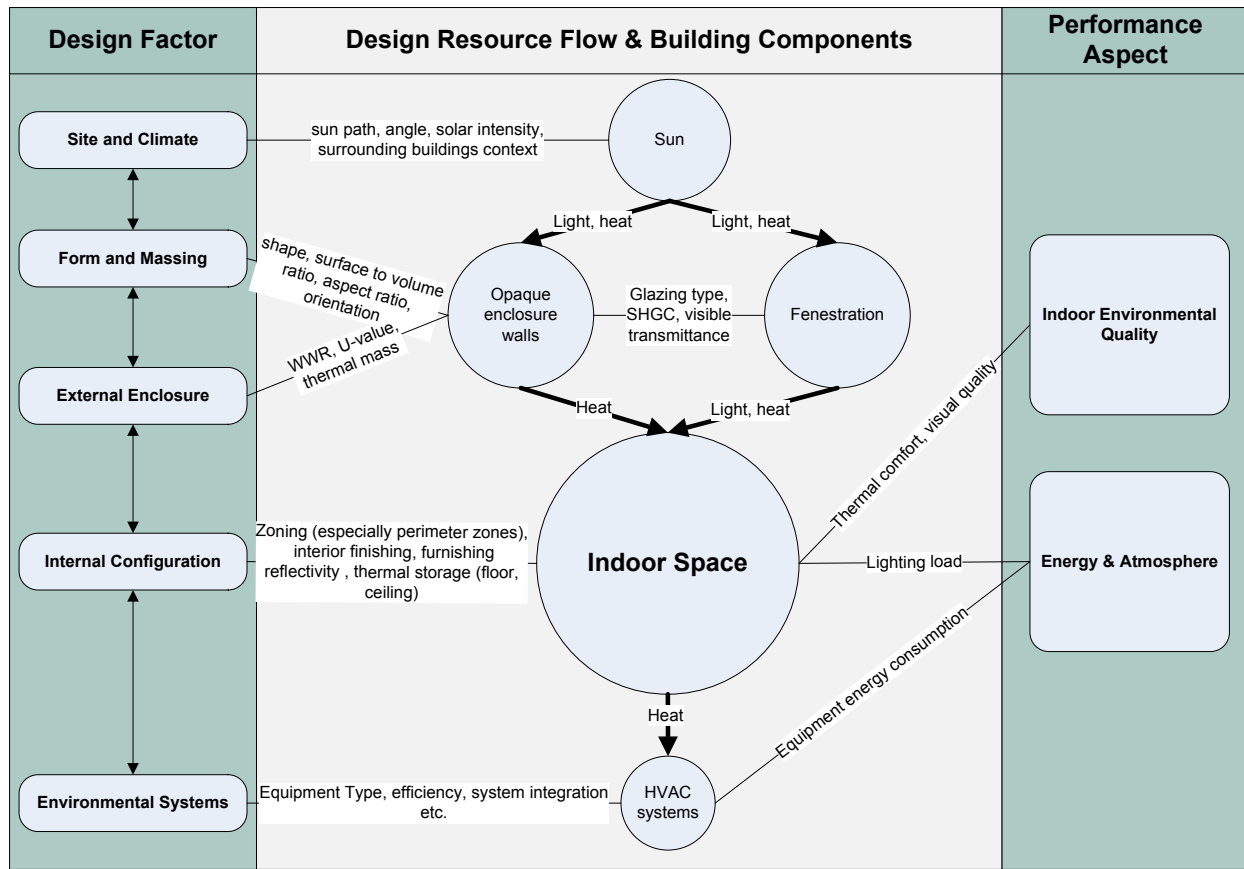 Design Factor
Design Resource Flow & Building Components
Performance
Aspect
Site and Climate
sun path, angle, solar intensity,
surrounding buildings context
Sun
Light, heat
Light, heat
Form and Massing
shape, surface to volume
ratio, aspect ratio,
orientation
Opaque
enclosure
walls
Glazing type,
SHGC, visible
transmittance
Fenestration
Indoor Environmental
Quality
WWR, U-value,
thermal mass
External Enclosure
Heat
Light, heat
Thermal comfort, visual quality
Internal Configuration
Zoning (especially perimeter zones),
interior finishing, furnishing
reflectivity , thermal storage (floor,
ceiling)
Indoor Space
Lighting load
Energy & Atmosphere
Heat
Equipment energy consumption
Environmental Systems
Equipment Type, efficiency, system integration
etc.
HVAC
systems